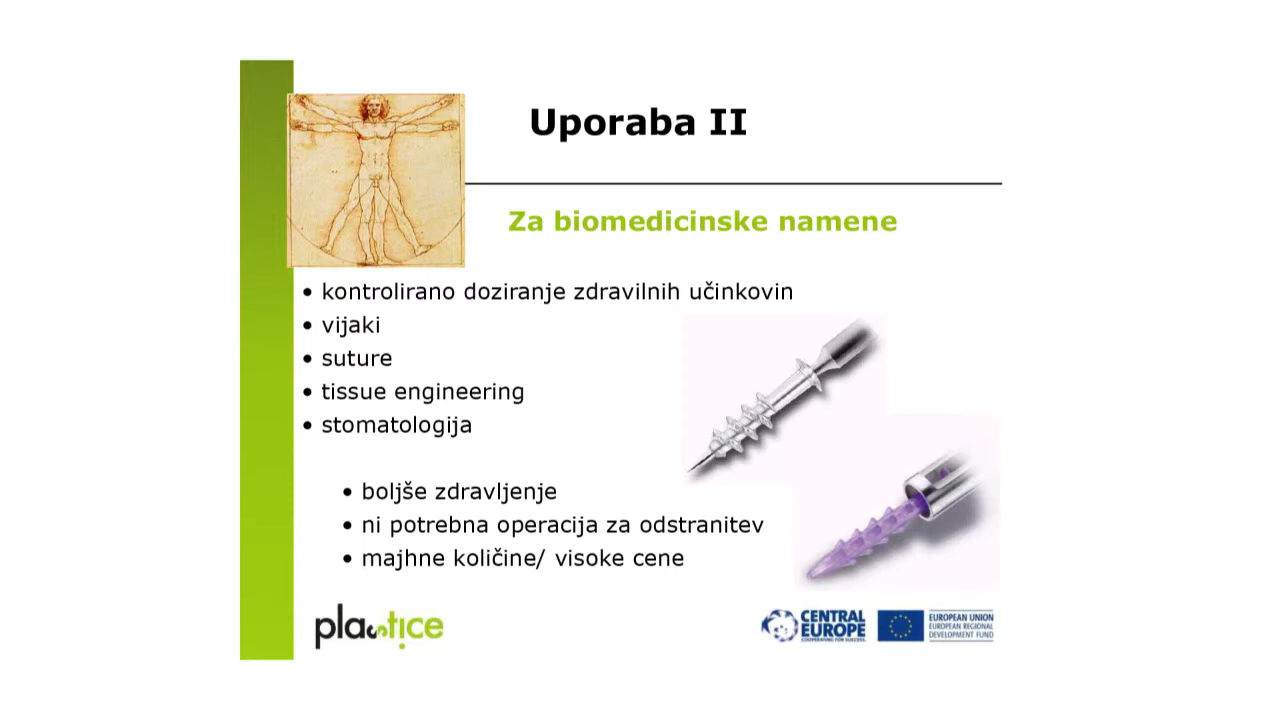 Uporaba II
Za biomedicinske namene
• kontrolirano doziranje zdravilnih učinkovin
• vijaki
• suture
• tissue engineering
• stomatologija
• boljše zdravljenje
• ni potrebna operacija za odstranitev
• majhne količine/ visoke cene
plastice
CENTRAL
EUROPE
COOPERATING FOR SUCCESS.
EUROPEAN UNION
EUROPEAN REGIONAL
DEVELOPMENT FUND